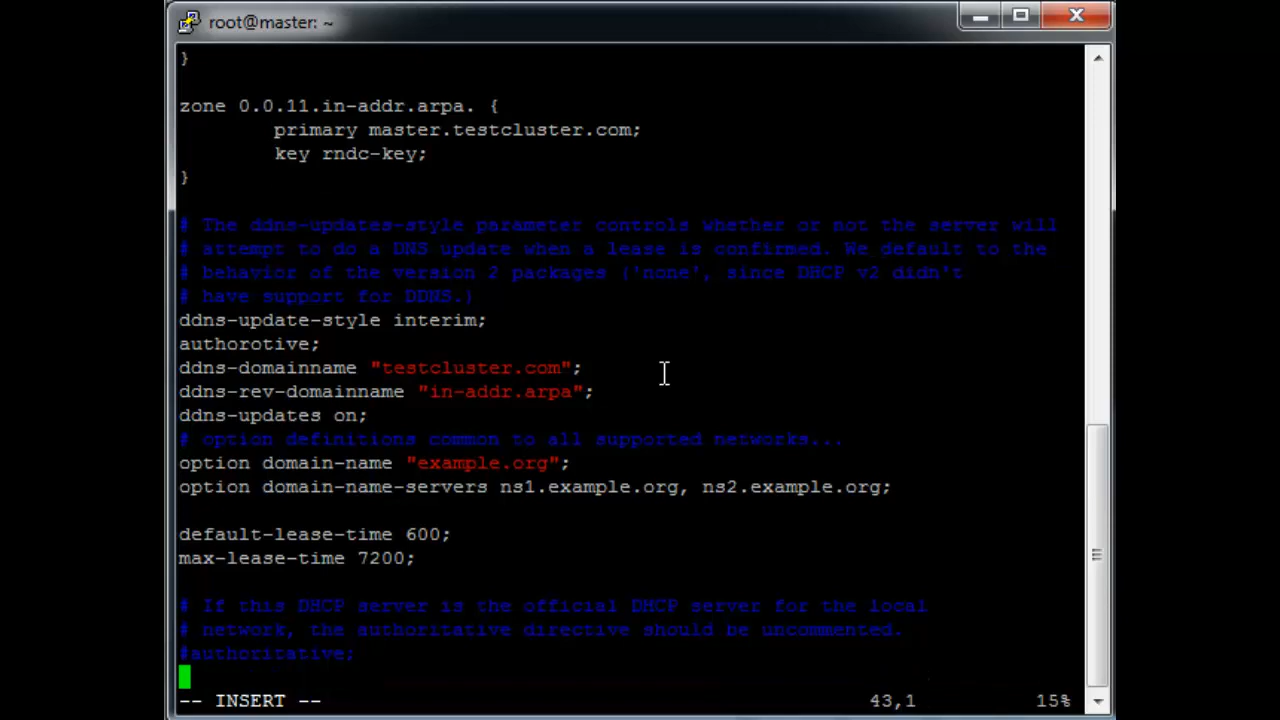 root@master: ~
}
zone 0.0.11.in-addr.arpa. {
primary master.testcluster.com;
key rndc-key;
}
# The ddns-updates-style parameter controls whether or not the server will
# attempt to do a DNS update when a lease is confirmed. We default to the
# behavior of the version 2 packages ('none', since DHCP v2 didn't
# have support for DDNS.)
ddns-update-style interim;
authorotive;
ddns-domainname "testcluster.com";
ddns-rev-domainname "in-addr.arpa";
ddns-updates on;
# option definitions common to all supported networks...
option domain-name "example.org";
option domain-name-servers ns1.example.org, ns2.example.org;
default-lease-time 600;
max-lease-time 7200;
# If this DHCP server is the official DHCP server for the local
# network, the authoritative directive should be uncommented.
#authoritative;
-- INSERT -- 43,1 15%